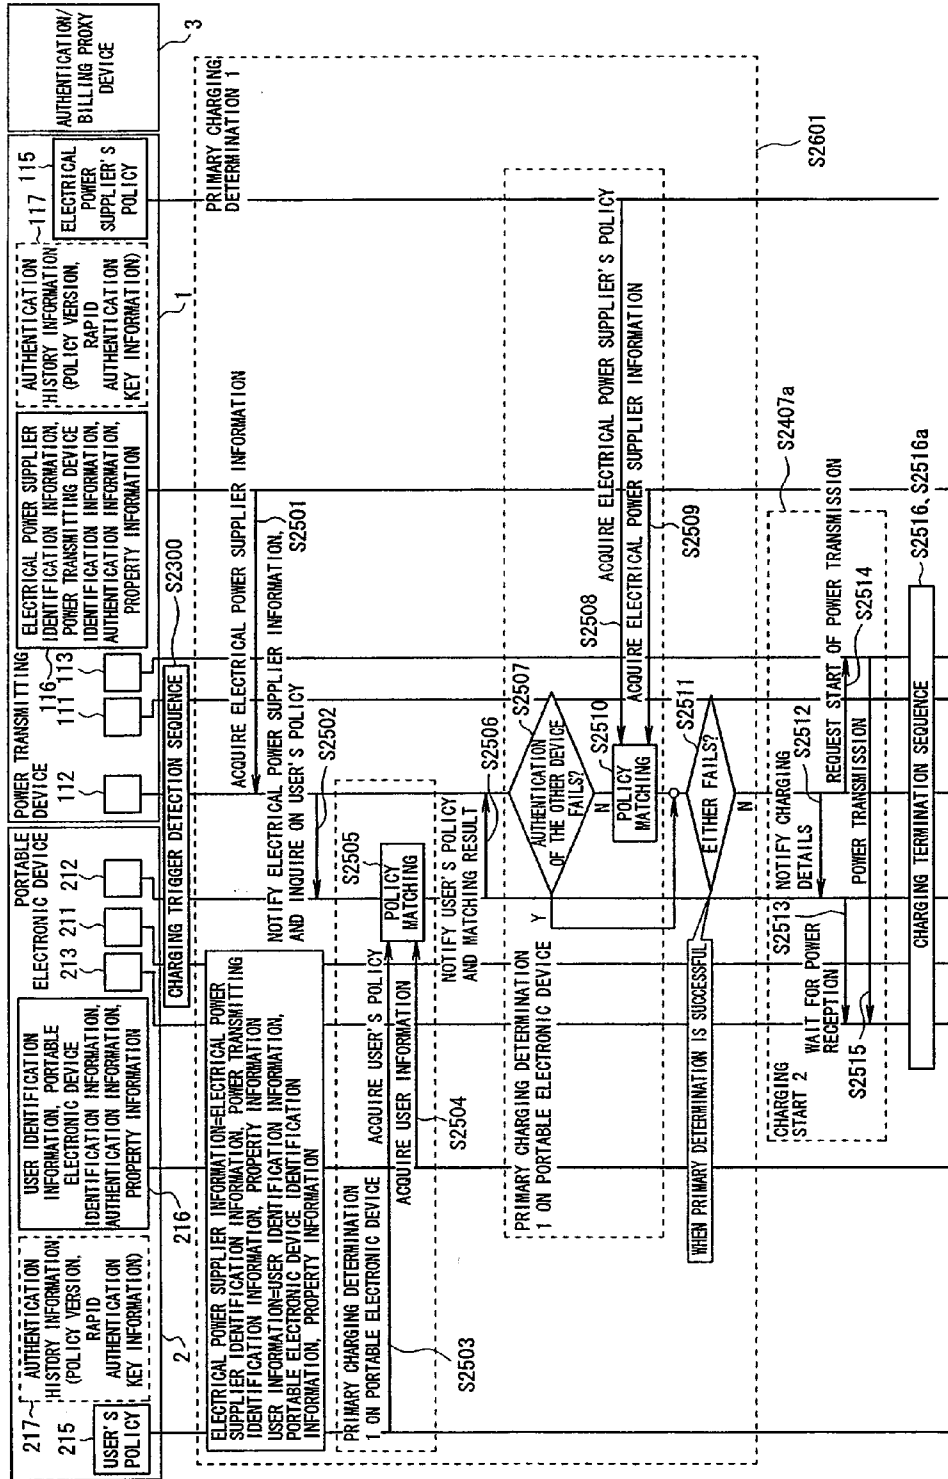 217
AUTHENTICATION
HISTORY INFORMATION
(POLICY VERSION,
RAPID
AUTHENTICATION
KEY INFORMATION)
215
USER'S
POLICY
2
USER IDENTIFICATION
INFORMATION, PORTABLE
ELECTRONIC DEVICE
IDENTIFICATION INFORMATION,
AUTHENTICATION INFORMATION,
PROPERTY INFORMATION
216
PORTABLE
ELECTRONIC DEVICE
213
211
212
POWER TRANSMITTING
DEVICE
112
111
113
116
ELECTRICAL POWER SUPPLIER
IDENTIFICATION INFORMATION,
POWER TRANSMITTING DEVICE
IDENTIFICATION INFORMATION,
AUTHENTICATION INFORMATION,
PROPERTY INFORMATION
AUTHENTICATION
HISTORY INFORMATION
(POLICY VERSION,
RAPID
AUTHENTICATION
KEY INFORMATION)
117
115
ELECTRICAL
POWER
SUPPLIER'S
POLICY
1
AUTHENTICATION/
BILLING PROXY
DEVICE
3
CHARGING TRIGGER DETECTION SEQUENCE
S2300
PRIMARY CHARGING
DETERMINATION 1
ELECTRICAL POWER SUPPLIER INFORMATION=ELECTRICAL POWER
SUPPLIER IDENTIFICATION INFORMATION, POWER TRANSMITTING
IDENTIFICATION INFORMATION, PROPERTY INFORMATION
USER INFORMATION=USER IDENTIFICATION INFORMATION,
PORTABLE ELECTRONIC DEVICE IDENTIFICATION
INFORMATION, PROPERTY INFORMATION
ACQUIRE ELECTRICAL POWER SUPPLIER INFORMATION
S2501
NOTIFY ELECTRICAL POWER SUPPLIER INFORMATION,
AND INQUIRE ON USER'S POLICY
S2502
PRIMARY CHARGING DETERMINATION
1 ON PORTABLE ELECTRONIC DEVICE
ACQUIRE USER'S POLICY
S2503
ACQUIRE USER INFORMATION
S2504
POLICY
MATCHING
S2505
NOTIFY USER'S POLICY
AND MATCHING RESULT
S2506
PRIMARY CHARGING DETERMINATION
1 ON PORTABLE ELECTRONIC DEVICE
AUTHENTICATION
OF THE OTHER DEVICE
FAILS?
S2507
Y
N
ACQUIRE ELECTRICAL POWER SUPPLIER'S POLICY
S2508
ACQUIRE ELECTRICAL POWER SUPPLIER INFORMATION
S2509
POLICY
MATCHING
S2510
EITHER FAILS?
S2511
N
WHEN PRIMARY DETERMINATION IS SUCCESSFUL
S2601
CHARGING
START 2
S2407a
NOTIFY CHARGING
DETAILS
S2512
WAIT FOR POWER
RECEPTION
S2513
REQUEST START OF POWER TRANSMISSION
S2514
POWER TRANSMISSION
S2515
CHARGING TERMINATION SEQUENCE
S2516, S2516a